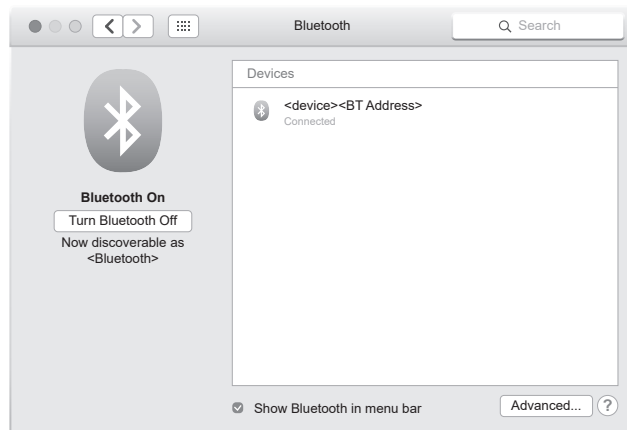 Bluetooth
Search
Devices
<device><BT Address>
Connected
Bluetooth On
Turn Bluetooth Off
Now discoverable as
<Bluetooth>
Show Bluetooth in menu bar
Advanced...
?